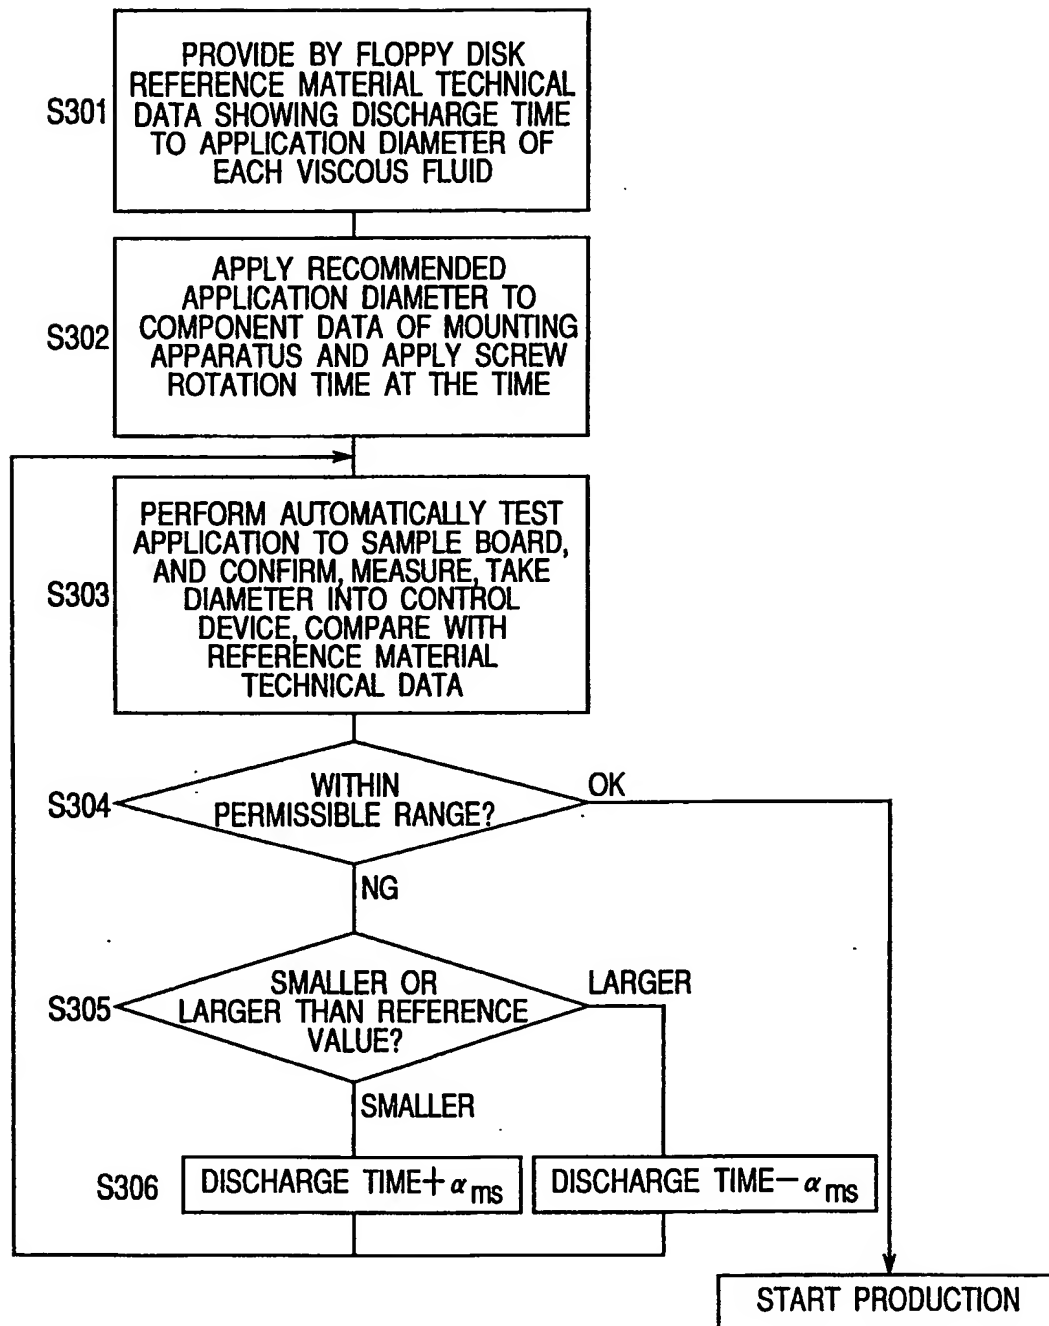 PROVIDE BY FLOPPY DISK
REFERENCE MATERIAL TECHNICAL
S301 DATA SHOWING DISCHARGE TIME
TO APPLICATION DIAMETER OF
EACH VISCOUS FLUID
APPLY RECOMMENDED
APPLICATION DIAMETER TO
S302 COMPONENT DATA OF MOUNTING
APPARATUS AND APPLY SCREW
ROTATION TIME AT THE TIME
PERFORM AUTOMATICALLY TEST
APPLICATION TO SAMPLE BOARD,
AND CONFIRM, MEASURE, TAKE
S303 DIAMETER INTO CONTROL
DEVICE, COMPARE WITH
REFERENCE MATERIAL
TECHNICAL DATA
WITHIN
S304 PERMISSIBLE RANGE?
OK
NG
SMALLER OR
S305 LARGER THAN REFERENCE
VALUE?
LARGER
SMALLER
S306 DISCHARGE TIME+αms
DISCHARGE TIME−αms
START PRODUCTION